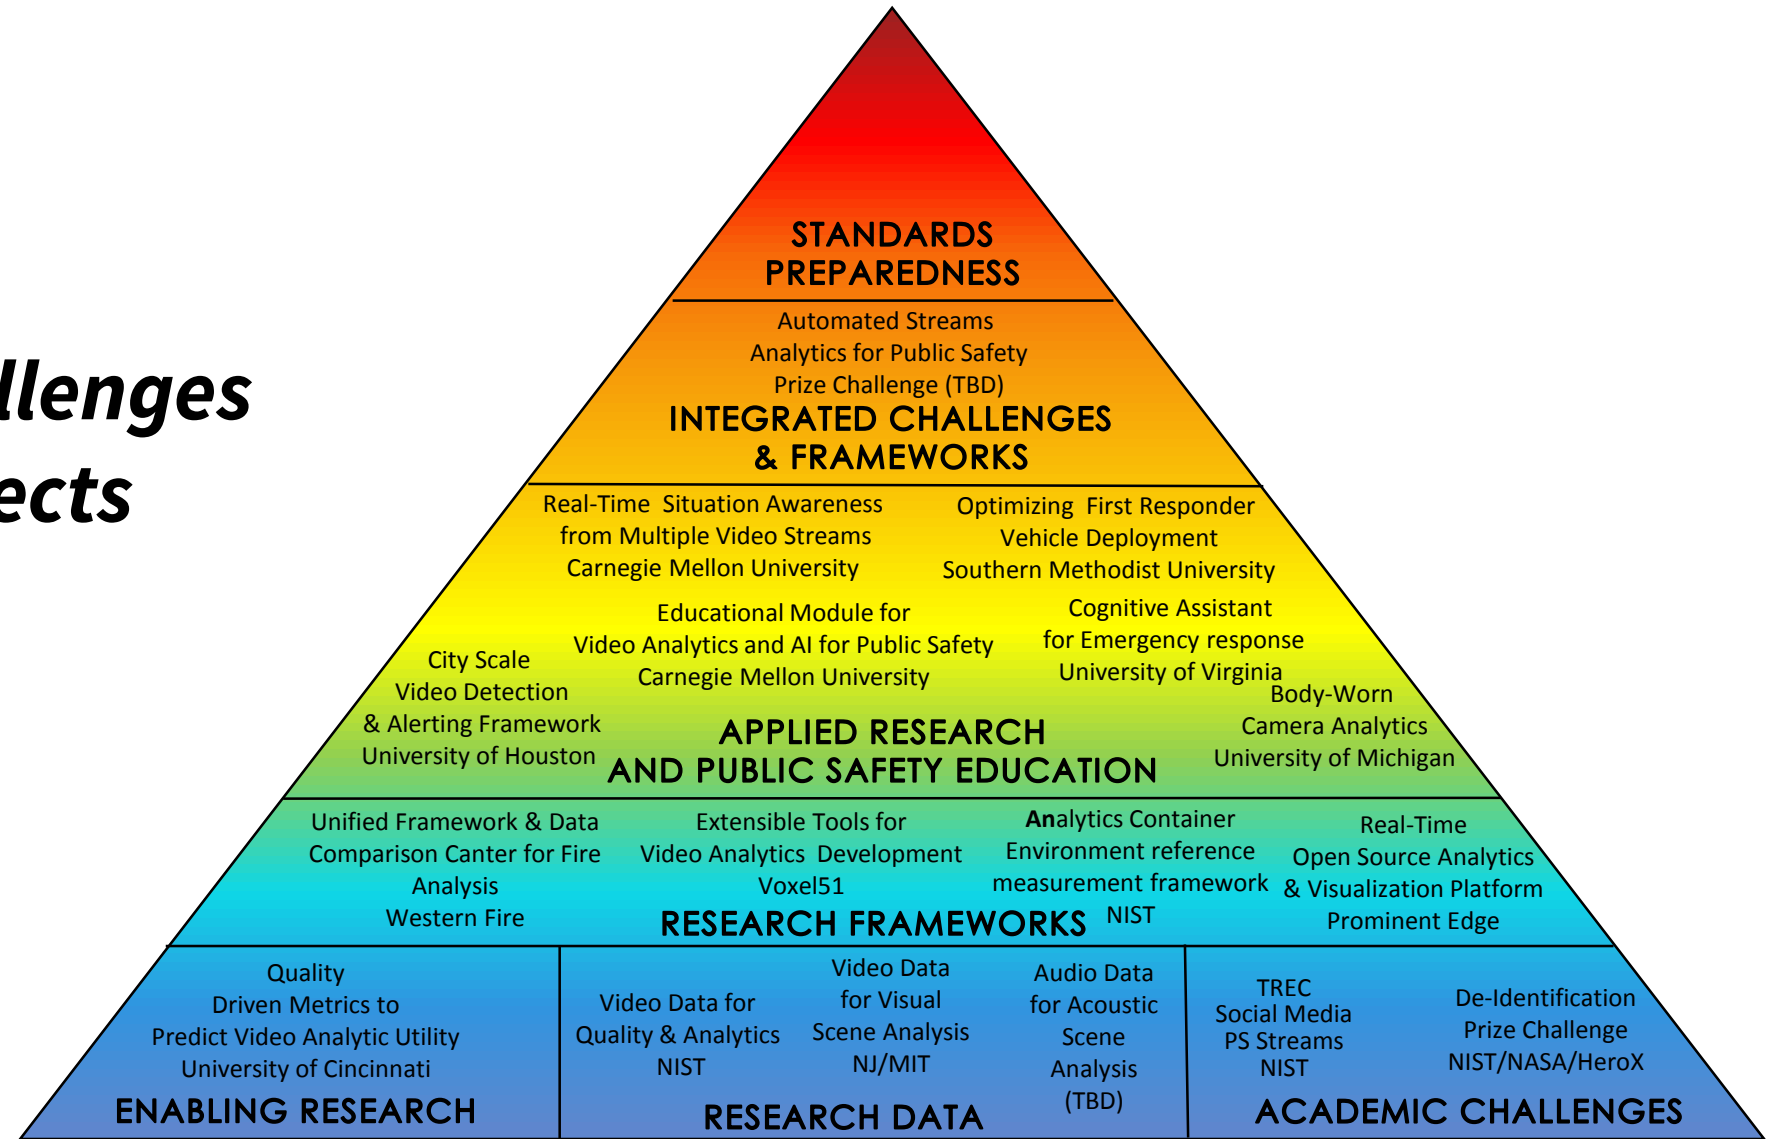 llenges
ects
STANDARDS
PREPAREDNESS
Automated Streams
Analytics for Public Safety
Prize Challenge (TBD)
INTEGRATED CHALLENGES
& FRAMEWORKS
Real-Time Situation Awareness
from Multiple Video Streams
Carnegie Mellon University
Optimizing First Responder
Vehicle Deployment
Southern Methodist University
Educational Module for
Video Analytics and AI for Public Safety
Carnegie Mellon University
Cognitive Assistant
for Emergency response
University of Virginia
City Scale
Video Detection
& Alerting Framework
University of Houston
Body-Worn
Camera Analytics
University of Michigan
APPLIED RESEARCH
AND PUBLIC SAFETY EDUCATION
Unified Framework & Data
Comparison Canter for Fire
Analysis
Western Fire
Extensible Tools for
Video Analytics Development
Voxel51
Analytics Container
Environment reference
measurement framework
NIST
Real-Time
Open Source Analytics
& Visualization Platform
Prominent Edge
RESEARCH FRAMEWORKS
Quality
Driven Metrics to
Predict Video Analytic Utility
University of Cincinnati
ENABLING RESEARCH
Video Data for
Quality & Analytics
NIST
Video Data
for Visual
Scene Analysis
NJ/MIT
Audio Data
for Acoustic
Scene
Analysis
(TBD)
RESEARCH DATA
TREC
Social Media
PS Streams
NIST
De-Identification
Prize Challenge
NIST/NASA/HeroX
ACADEMIC CHALLENGES